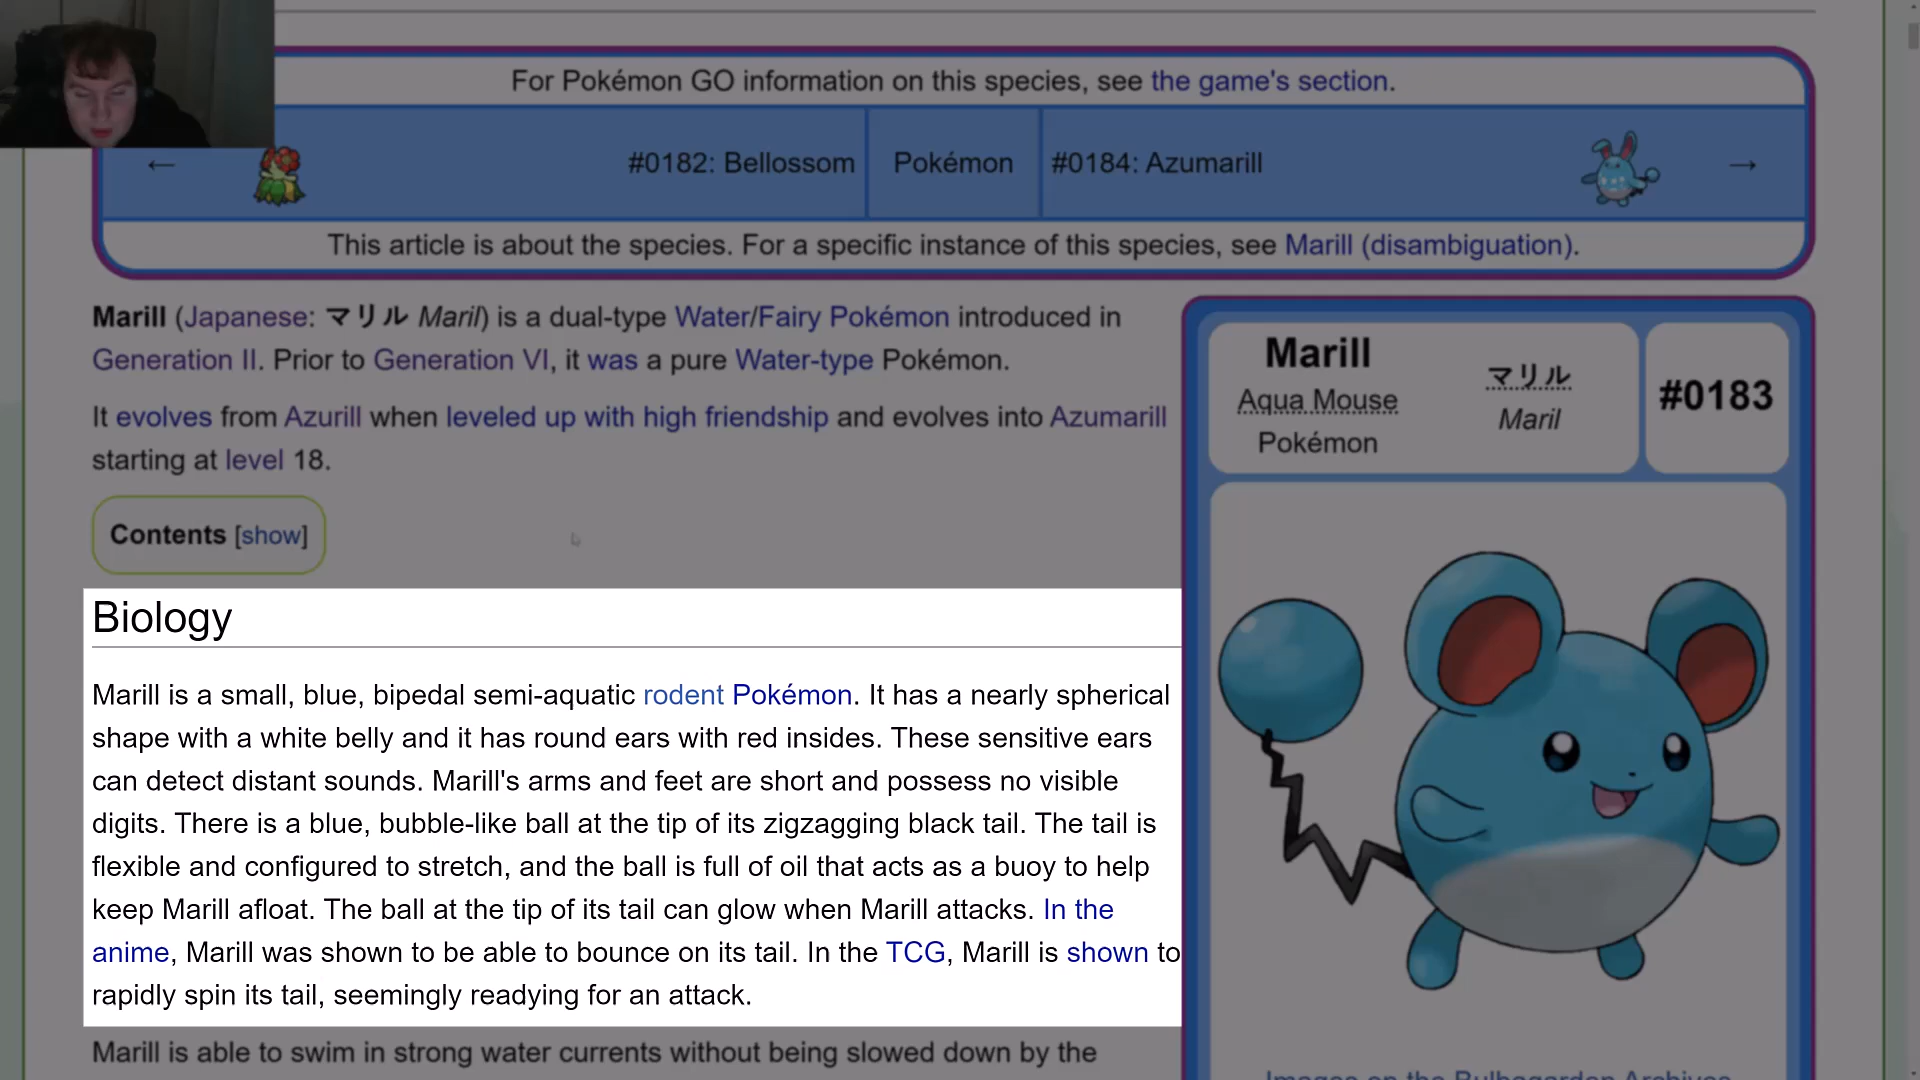 For Pokémon GO information on this species, see the game's section.
← #0182: Bellossom Pokémon #0184: Azumarill →
This article is about the species. For a specific instance of this species, see Marill (disambiguation).
Marill (Japanese: マリル Maril) is a dual-type Water/Fairy Pokémon introduced in
Generation II. Prior to Generation VI, it was a pure Water-type Pokémon.
It evolves from Azurill when leveled up with high friendship and evolves into Azumarill
starting at level 18.
Contents [show]
Marill
Aqua Mouse
Pokémon
マリル
Maril
#0183
Biology
Marill is a small, blue, bipedal semi-aquatic rodent Pokémon. It has a nearly spherical
shape with a white belly and it has round ears with red insides. These sensitive ears
can detect distant sounds. Marill's arms and feet are short and possess no visible
digits. There is a blue, bubble-like ball at the tip of its zigzagging black tail. The tail is
flexible and configured to stretch, and the ball is full of oil that acts as a buoy to help
keep Marill afloat. The ball at the tip of its tail can glow when Marill attacks. In the
anime, Marill was shown to be able to bounce on its tail. In the TCG, Marill is shown to
rapidly spin its tail, seemingly readying for an attack.
Marill is able to swim in strong water currents without being slowed down by the
Images on the Bulbagarden Archives